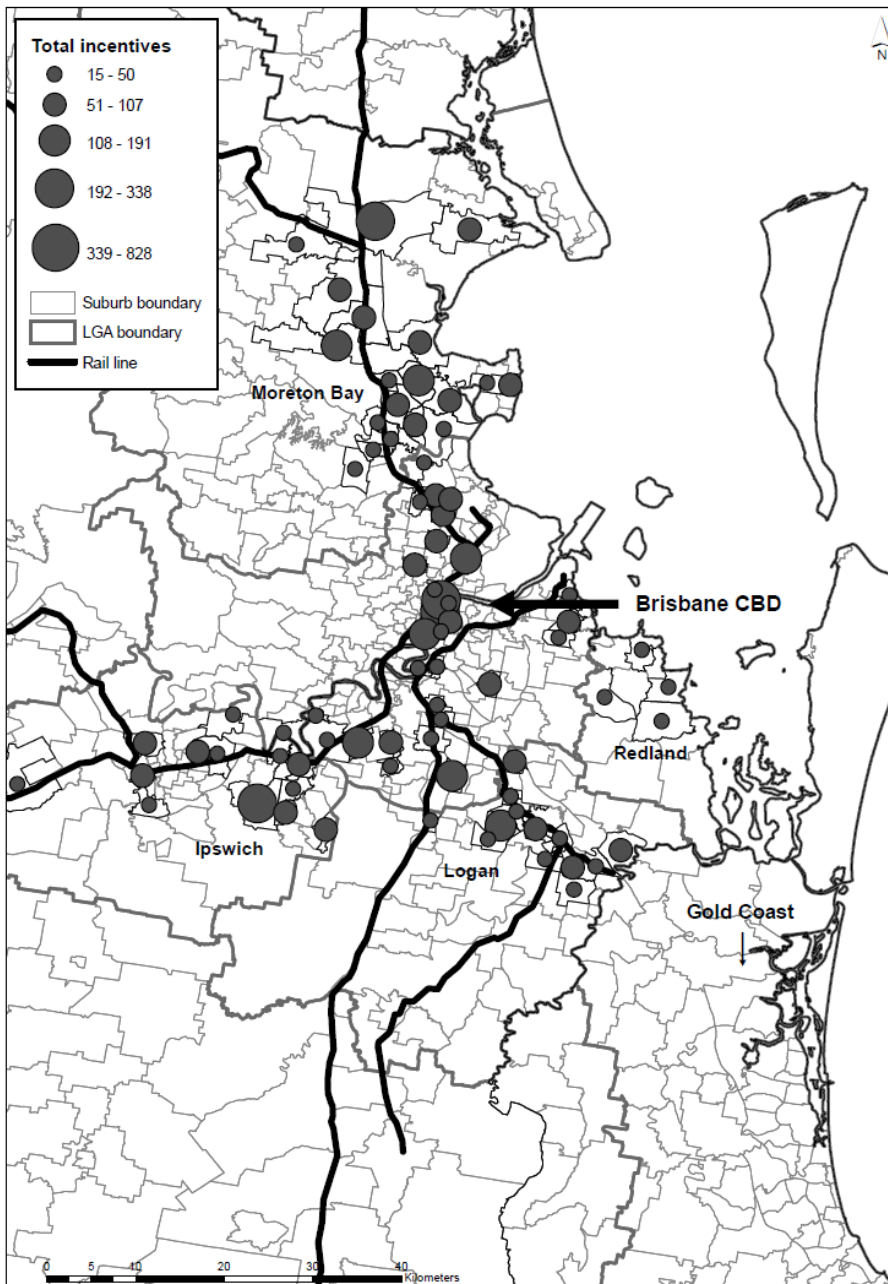 Total incentives
15 - 50
51 - 107
108 - 191
192 - 338
339 - 828
Suburb boundary
LGA boundary
Rail line
N
Moreton Bay
Brisbane CBD
Redland
Ipswich
Logan
Gold Coast
0 5 10 20 30 40
Kilometers